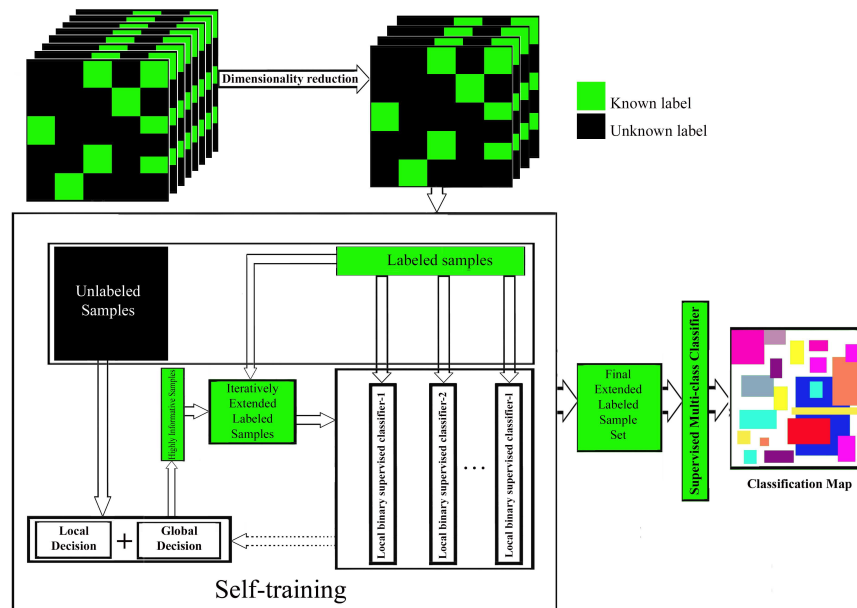 Dimensionality reduction
Known label
Unknown label
Labeled samples
Unlabeled
Samples
Highly Informative Samples
Iteratively
Extended
Labeled
Samples
Local binary supervised classifier-1
Local binary supervised classifier-2
...
Local binary supervised classifier-l
Final
Extended
Labeled
Sample
Set
Supervised Multi-class Classifier
Classification Map
Local
Decision
+
Global
Decision
Self-training